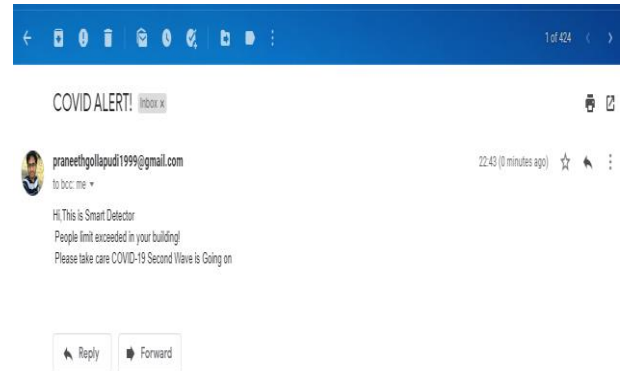 1 of 424
COVID ALERT! Inbox x
praneethgollapudi1999@gmail.com
22:43 (0 minutes ago)
to bcc: me
Hi,This is Smart Detector
People limit exceeded in your building!
Please take care COVID-19 Second Wave is Going on
Reply
Forward